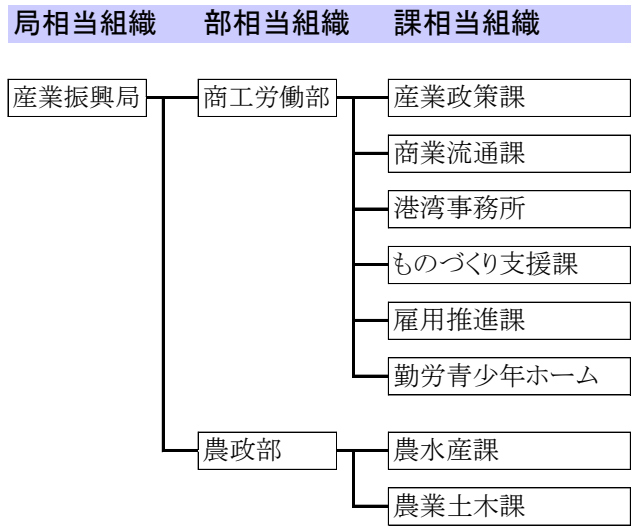 局相当組織 部相当組織 課相当組織
産業振興局 商工労働部 産業政策課
商業流通課
港湾事務所
ものづくり支援課
雇用推進課
勤労青少年ホーム
農政部 農水産課
農業土木課